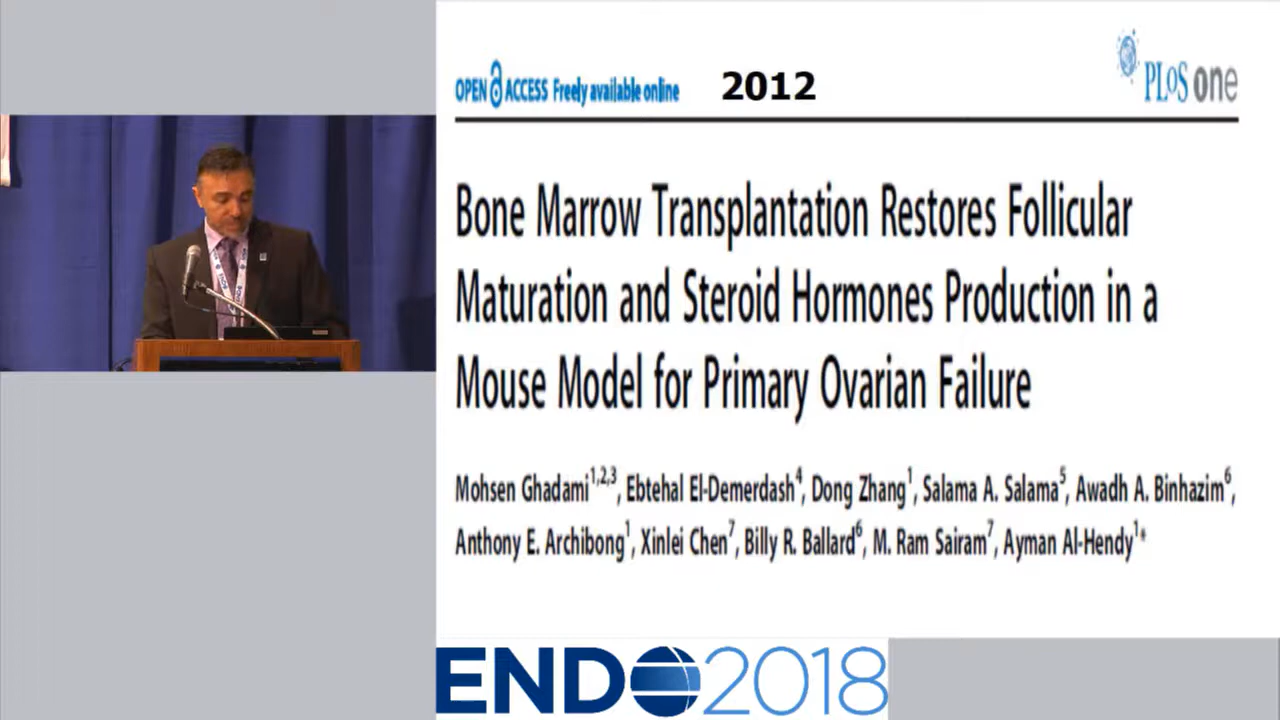 OPEN ACCESS Freely available online
2012
PLoS one
Bone Marrow Transplantation Restores Follicular
Maturation and Steroid Hormones Production in a
Mouse Model for Primary Ovarian Failure
Mohsen Ghadami1,2,3, Ebtehal El-Demerdash4, Dong Zhang1, Salama A. Salama5, Awadh A. Binhazim6,
Anthony E. Archibong1, Xinlei Chen7, Billy R. Ballard6, M. Ram Sairam7, Ayman Al-Hendy1*
ENDO2018